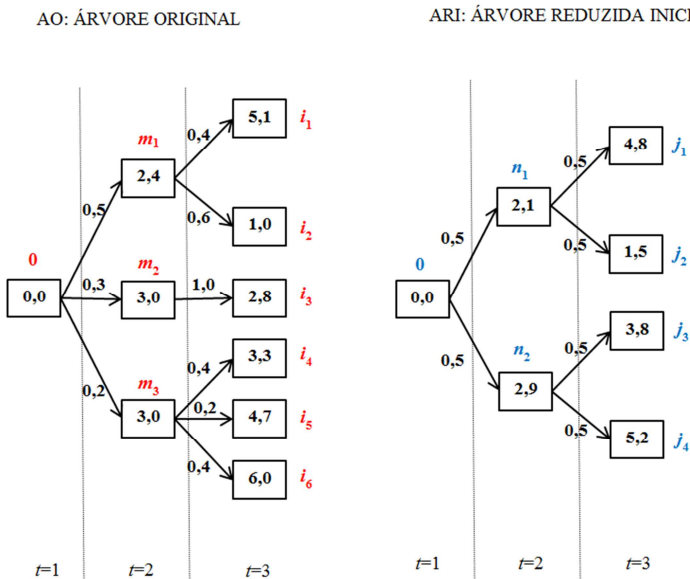 AO: ÁRVORE ORIGINAL
ARI: ÁRVORE REDUZIDA INICI
0
0,0
0,5
0,3
0,2
m1
2,4
m2
3,0
m3
3,0
0,4
0,6
1,0
0,4
0,2
0,4
5,1 i1
1,0 i2
2,8 i3
3,3 i4
4,7 i5
6,0 i6
t=1 t=2 t=3
0
0,0
0,5
0,5
n1
2,1
n2
2,9
0,5
0,5
0,5
0,5
4,8 j1
1,5 j2
3,8 j3
5,2 j4
t=1 t=2 t=3